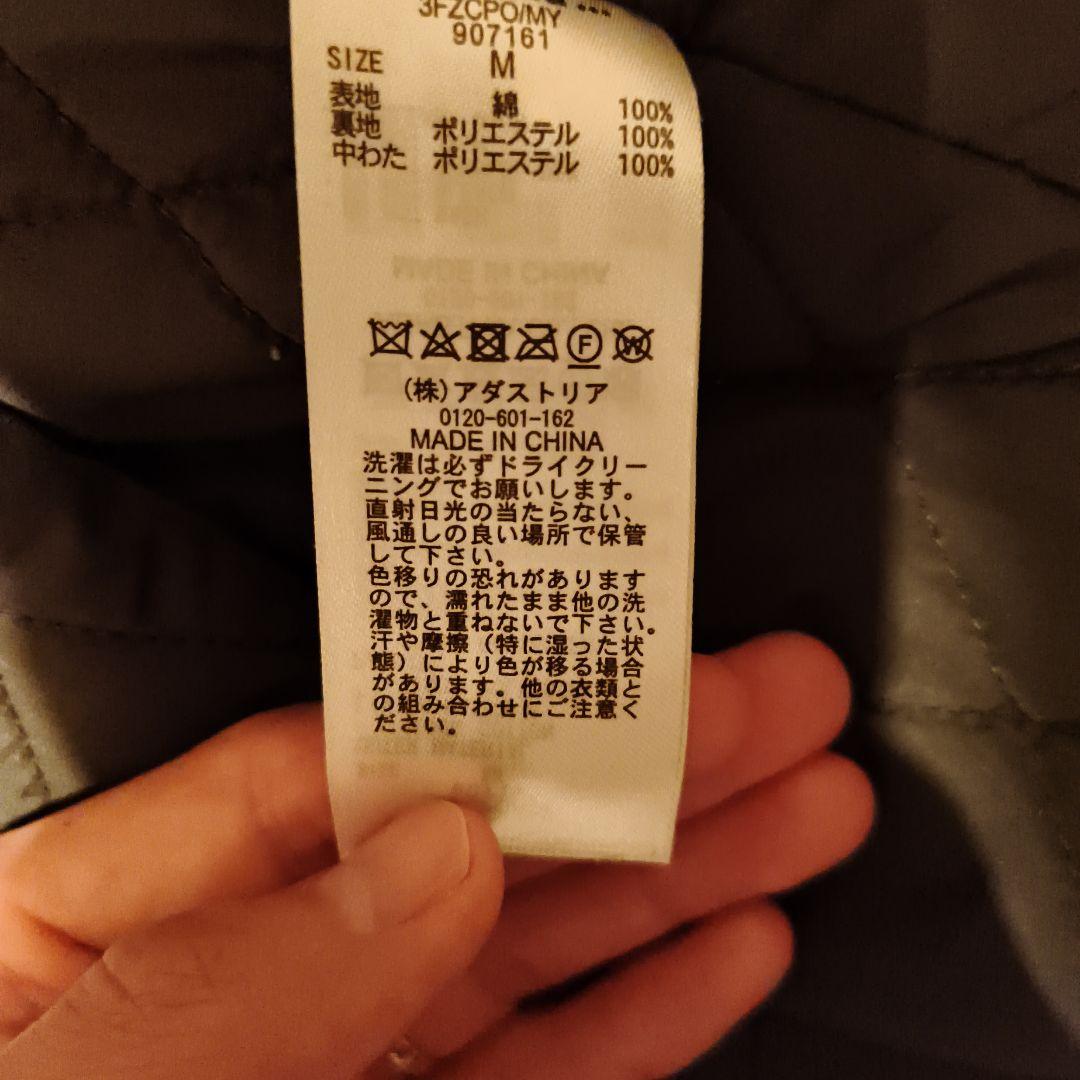 3FZCPO/MY
907161
SIZE M
表地 綿 100%
裏地 ポリエステル 100%
中わた ポリエステル 100%
F W
(株)アダストリア
0120-601-162
MADE IN CHINA
洗濯は必ずドライクリー
ニングでお願いします。
直射日光の当たらない、
風通しの良い場所で保管
して下さい。
色移りの恐れがあります
ので、濡れたまま他の洗
濯物と重ねないで下さい。
汗や摩擦(特に湿った状
態)により色が移る場合
があります。他の衣類と
の組み合わせにご注意く
ださい。